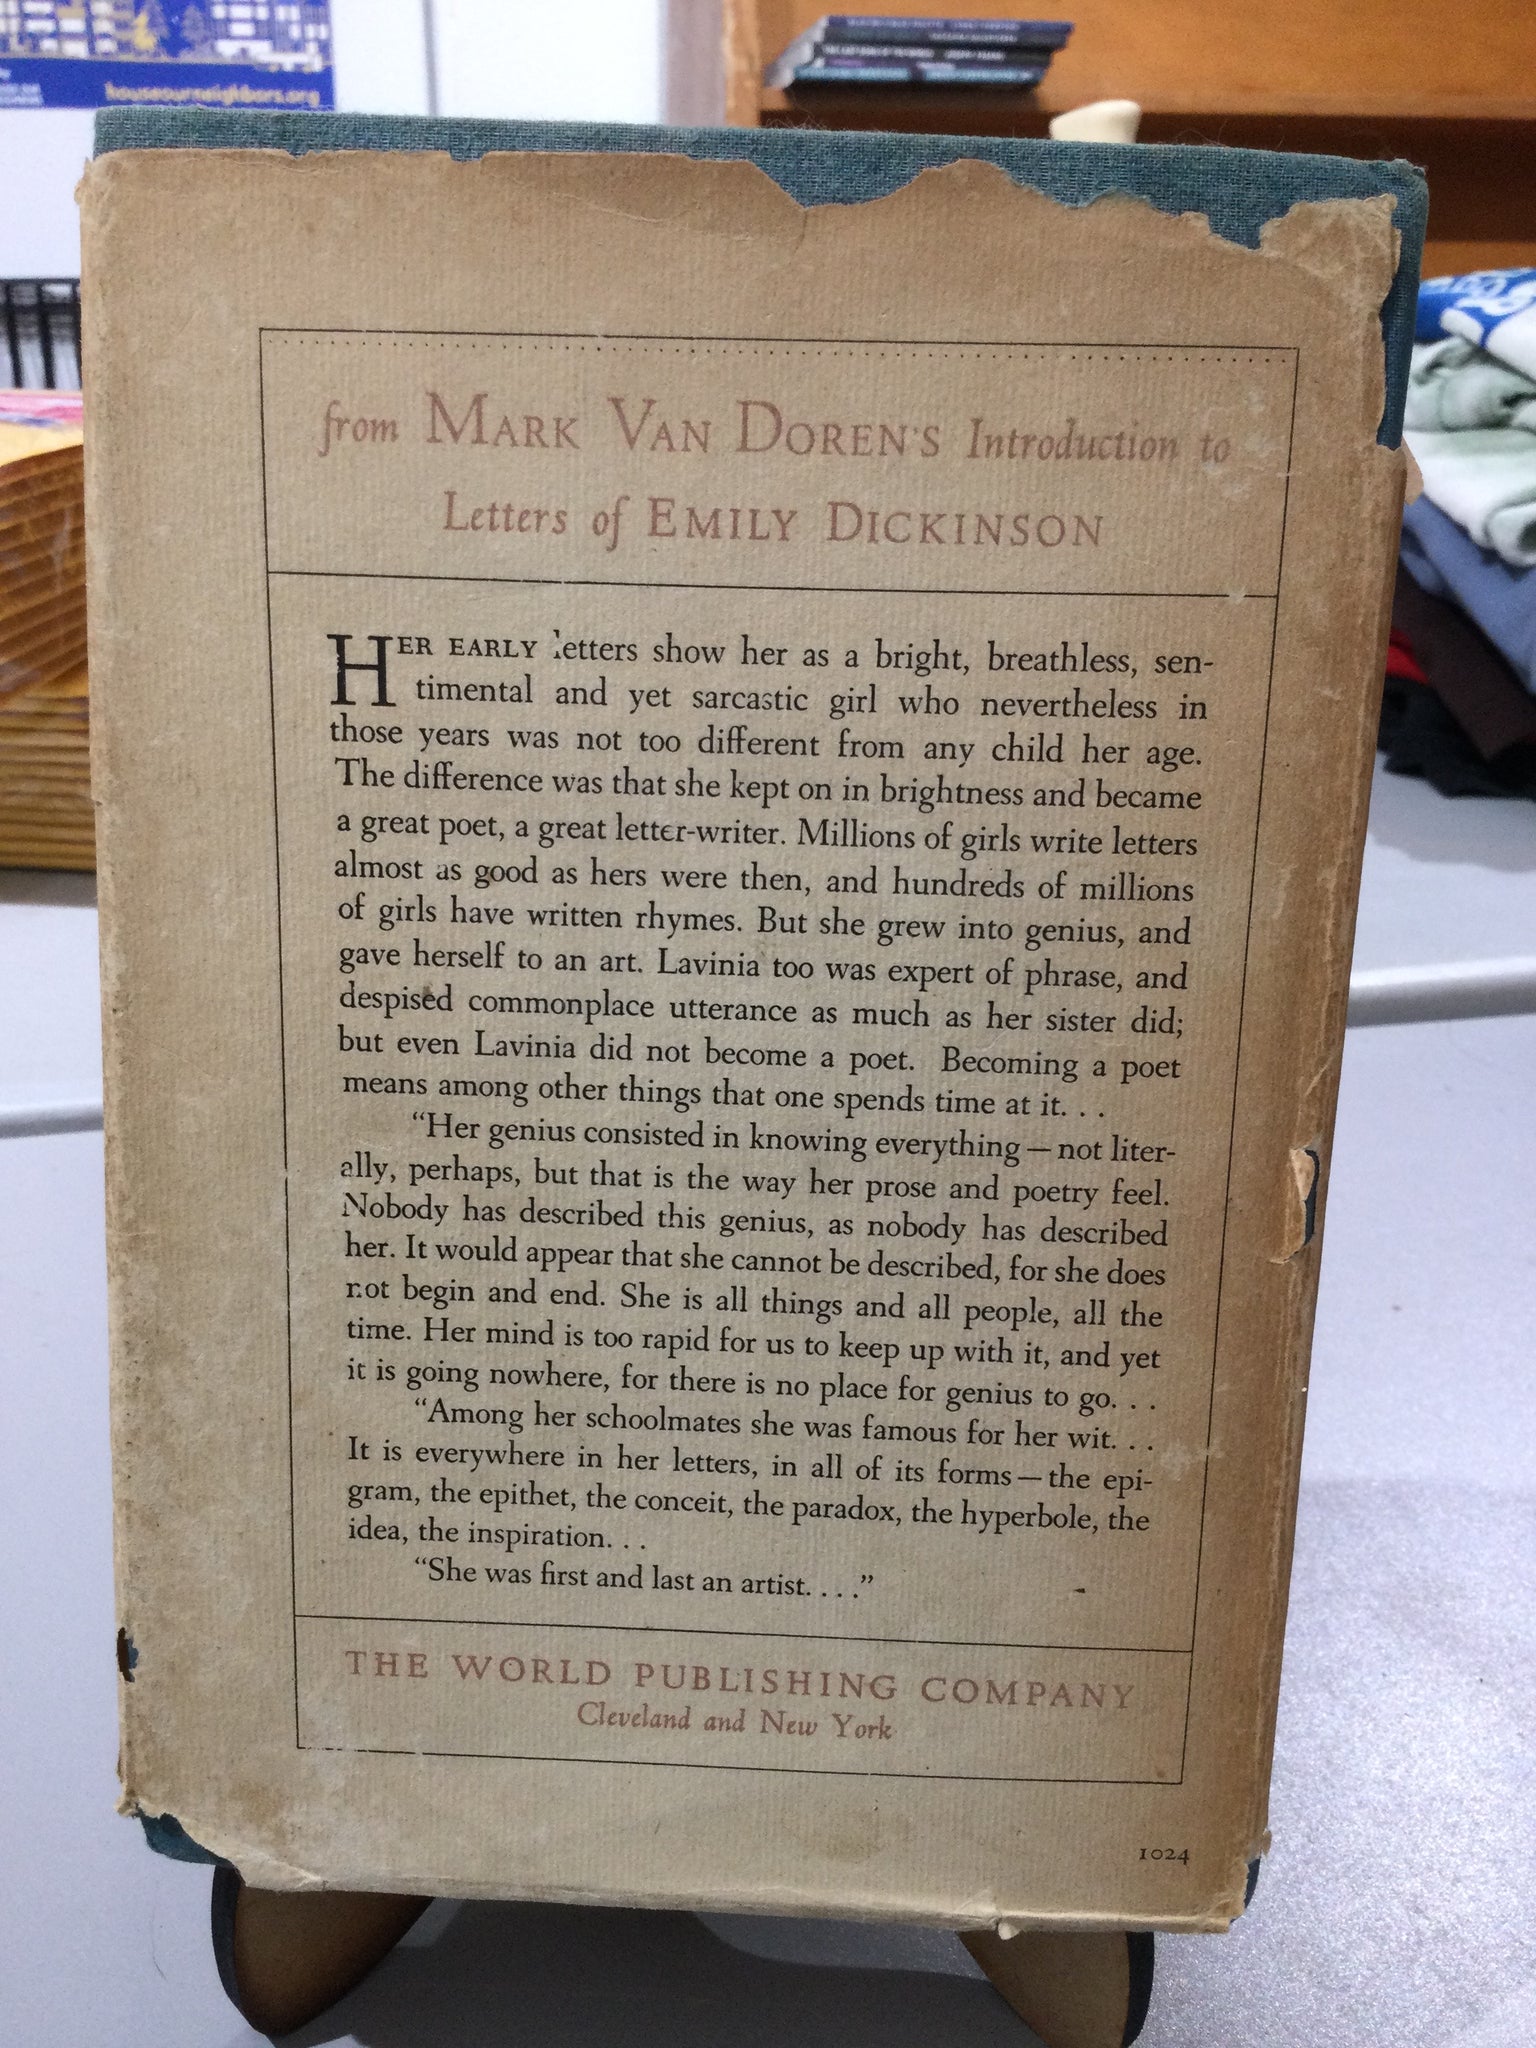 houseourneighbors.org
from MARK VAN DOREN'S Introduction to
Letters of EMILY DICKINSON
HER EARLY letters show her as a bright, breathless, sen-
timental and yet sarcastic girl who nevertheless in
those years was not too different from any child her age.
The difference was that she kept on in brightness and became
a great poet, a great letter-writer. Millions of girls write letters
almost as good as hers were then, and hundreds of millions
of girls have written rhymes. But she grew into genius, and
gave herself to an art. Lavinia too was expert of phrase, and
despised commonplace utterance as much as her sister did;
but even Lavinia did not become a poet. Becoming a poet
means among other things that one spends time at it. . .
“Her genius consisted in knowing everything — not liter-
ally, perhaps, but that is the way her prose and poetry feel.
Nobody has described this genius, as nobody has described
her. It would appear that she cannot be described, for she does
not begin and end. She is all things and all people, all the
time. Her mind is too rapid for us to keep up with it, and yet
it is going nowhere, for there is no place for genius to go. . .
“Among her schoolmates she was famous for her wit. . .
It is everywhere in her letters, in all of its forms — the epi-
gram, the epithet, the conceit, the paradox, the hyperbole, the
idea, the inspiration. . .
“She was first and last an artist. . . .”
THE WORLD PUBLISHING COMPANY
Cleveland and New York
1024